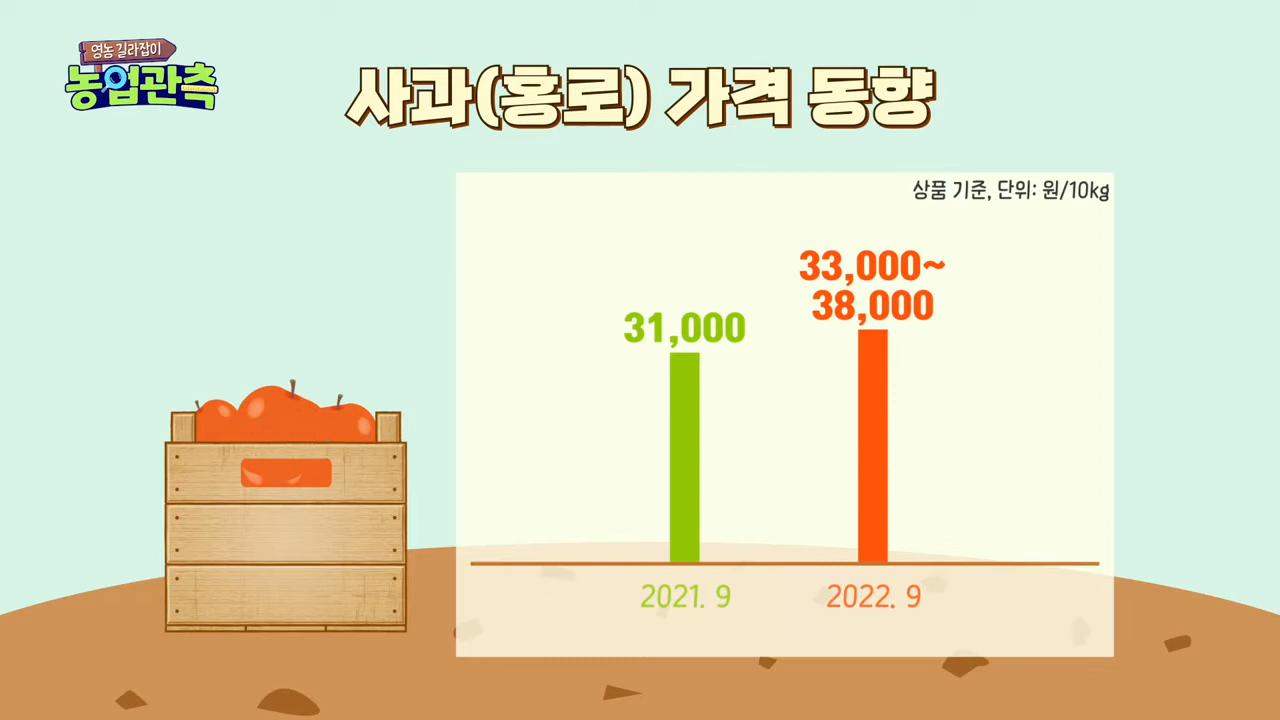 영농 길라잡이
농업관측
사과(홍로) 가격 동향
상품 기준, 단위: 원/10kg
33,000~
38,000
31,000
2021. 9
2022. 9